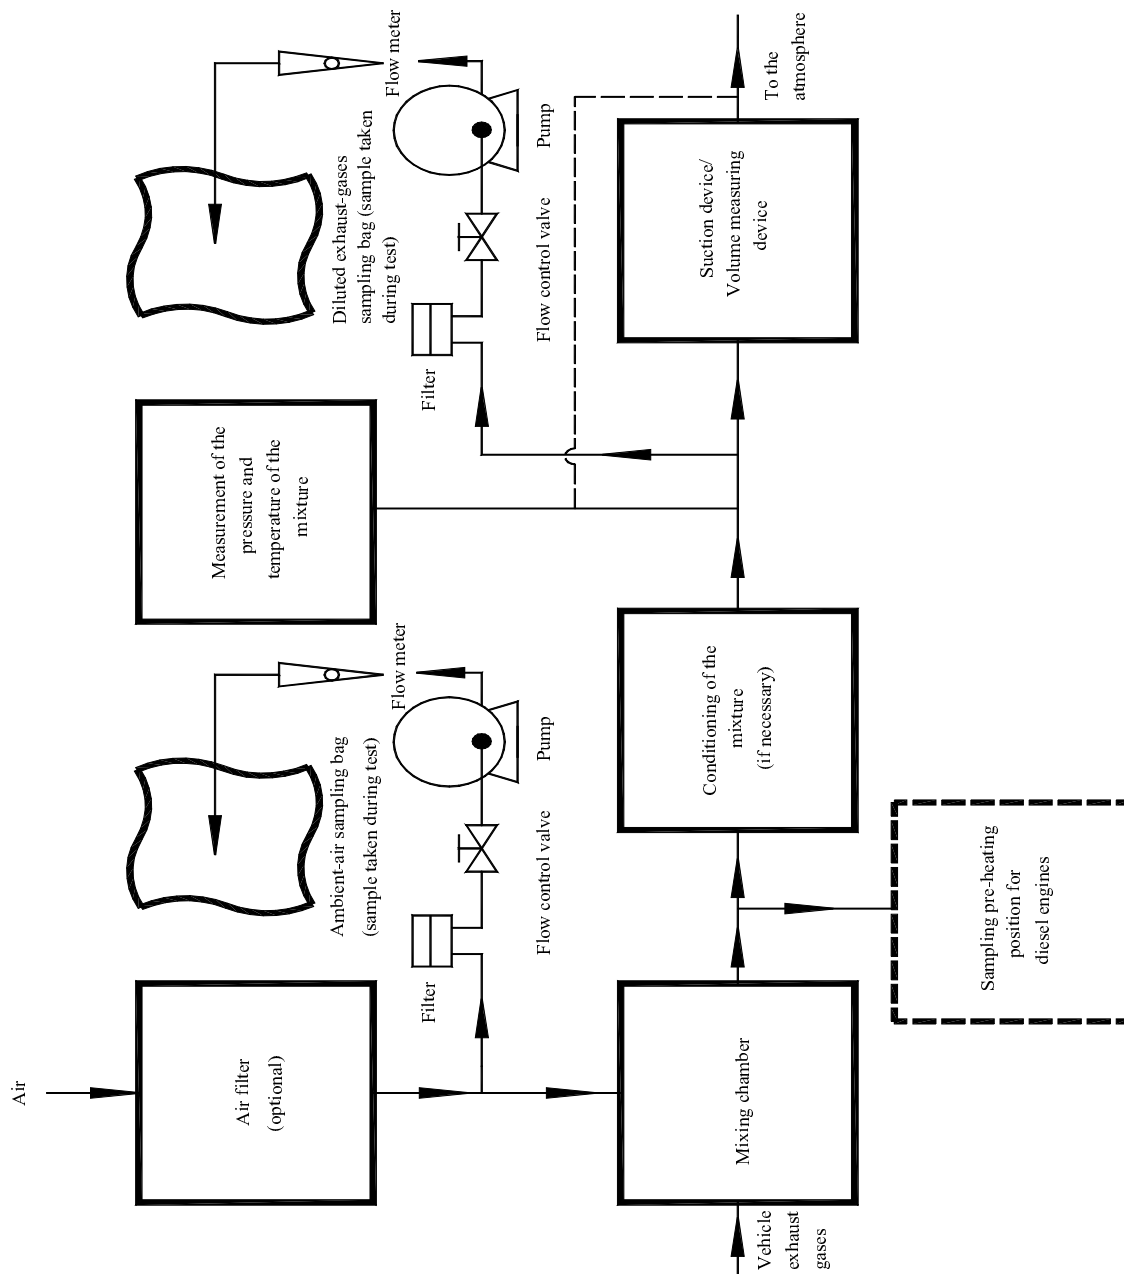 Air
Air filter
(optional)
Ambient-air sampling bag
(sample taken during test)
Flow meter
Filter
Flow control valve
Pump
Measurement of the
pressure and
temperature of the
mixture
Diluted exhaust-gases
sampling bag (sample taken
during test)
Flow meter
Filter
Flow control valve
Pump
Vehicle
exhaust
gases
Mixing chamber
Conditioning of the
mixture
(if necessary)
Suction device/
Volume measuring
device
To the
atmosphere
Sampling pre-heating
position for
diesel engines